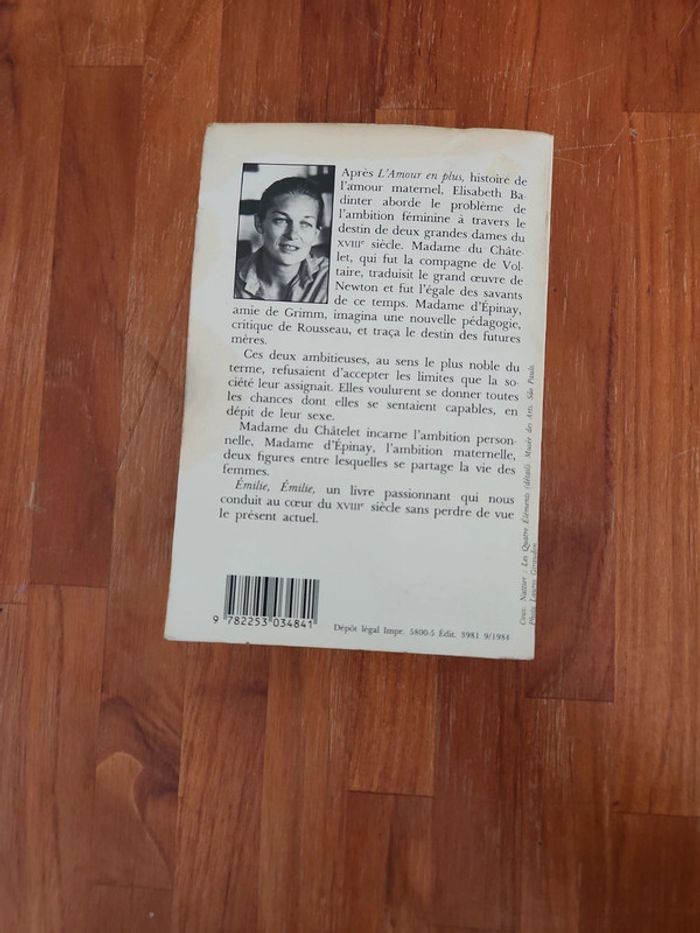 Après L'Amour en plus, histoire de
l'amour maternel, Elisabeth Ba-
dinter aborde le problème de
l'ambition féminine à travers le
destin de deux grandes dames du
XVIIIe siècle. Madame du Châte-
let, qui fut la compagne de Vol-
taire, traduisit le grand œuvre de
Newton et fut l'égale des savants
de ce temps. Madame d'Épinay,
amie de Grimm, imagina une nouvelle pédagogie,
critique de Rousseau, et traça le destin des futures
mères.
Ces deux ambitieuses, au sens le plus noble du
terme, refusaient d'accepter les limites que la so-
ciété leur assignait. Elles voulurent se donner toutes
les chances dont elles se sentaient capables, en
dépit de leur sexe.
Madame du Châtelet incarne l'ambition person-
nelle, Madame d'Épinay, l'ambition maternelle,
deux figures entre lesquelles se partage la vie des
femmes.
Émilie, Émilie, un livre passionnant qui nous
conduit au cœur du XVIIIe siècle sans perdre de vue
le présent actuel.
9 782253 034841
Dépôt légal Impr. 5800-5 Édit. 3981 9/1984
Couv. Nattier : Les Quatre Éléments (détail). Musée des Arts. São Paulo.
Photo Lauros Giraudon.